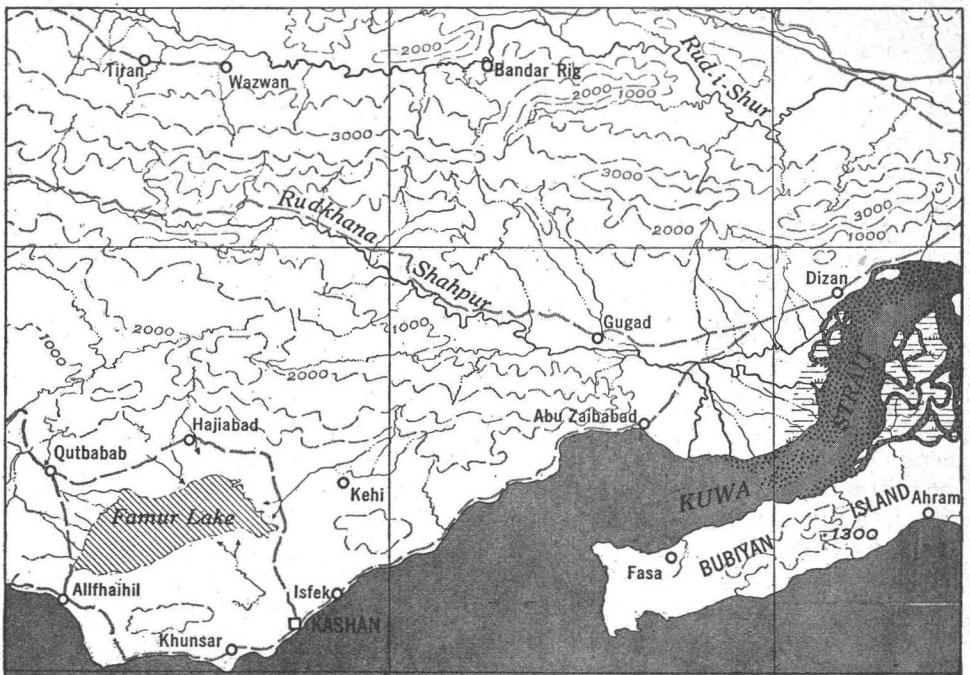 2000
Tiran
Wazwan
Bandar Rig
Rud-i-Shur
2000
1000
3000
3000
3000
2000
1000
Rudkhana
Shahpur
Dizan
2000
1000
1000
Gugad
2000
STRAIT
Abu Zaibabad
Hajiabad
Qutbabab
Kehi
KUWA
Famur Lake
ISLAND
Ahram
BUBIYAN
1300
Fasa
Allfhaihil
Isfek
KASHAN
Khunsar